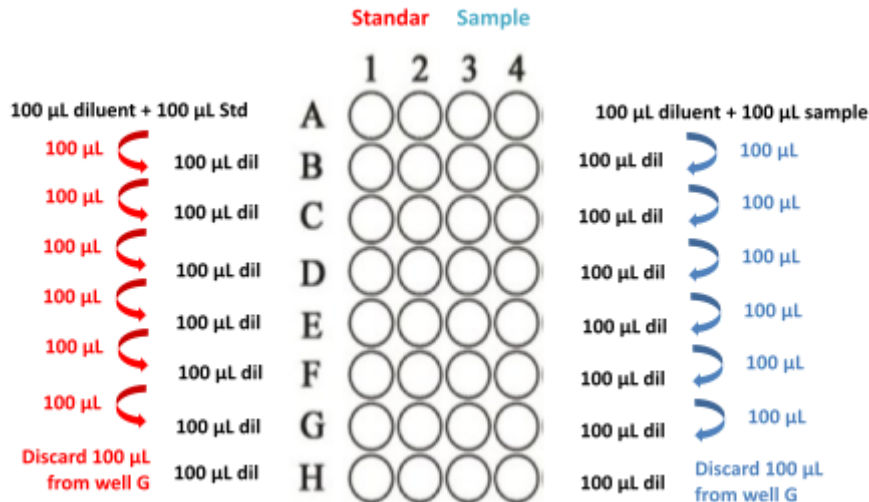 Standar Sample
1 2 3 4
100 µL diluent + 100 µL Std A 100 µL diluent + 100 µL sample
100 µL 100 µL
100 µL dil B 100 µL dil
100 µL 100 µL
100 µL dil C 100 µL dil
100 µL 100 µL
100 µL dil D 100 µL dil
100 µL 100 µL
100 µL dil E 100 µL dil
100 µL 100 µL
100 µL dil F 100 µL dil
100 µL 100 µL
100 µL dil G 100 µL dil
Discard 100 µL Discard 100 µL
from well G 100 µL dil H 100 µL dil from well G